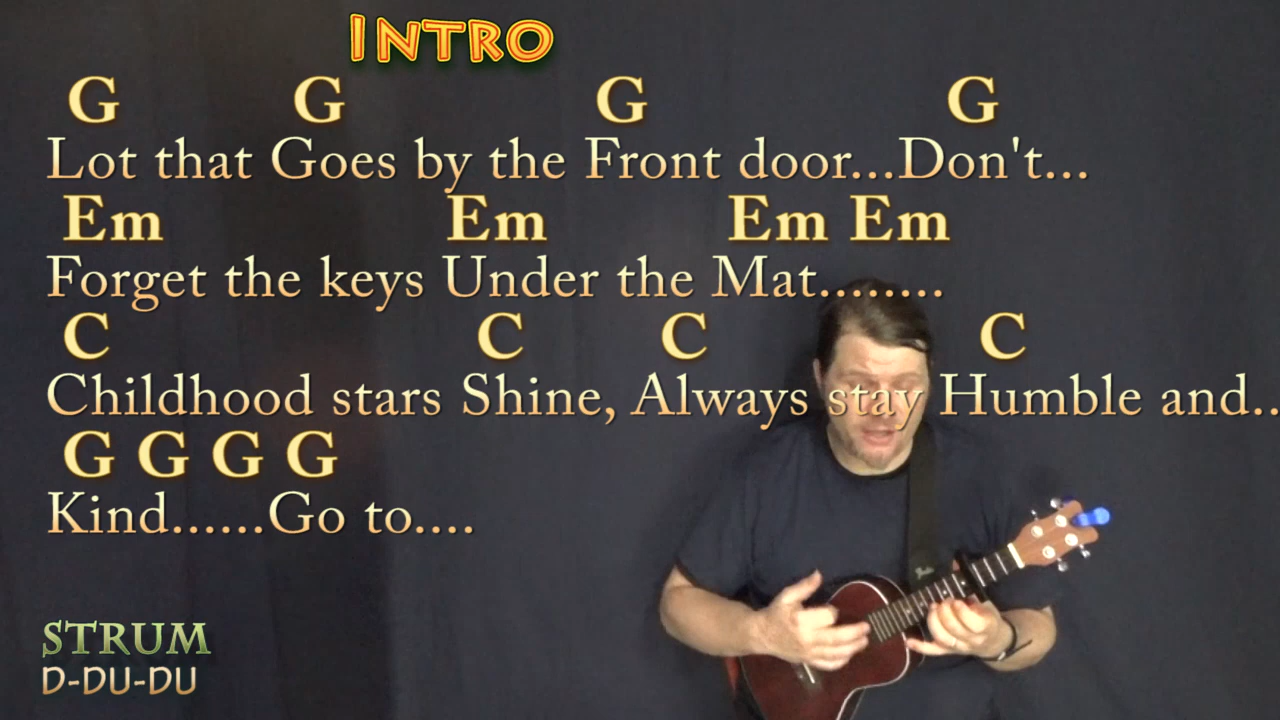 INTRO
G G G G
Lot that Goes by the Front door...Don't...
Em Em Em Em
Forget the keys Under the Mat........
C C C C
Childhood stars Shine, Always stay Humble and..
G G G G
Kind......Go to....
STRUM
D-DU-DU